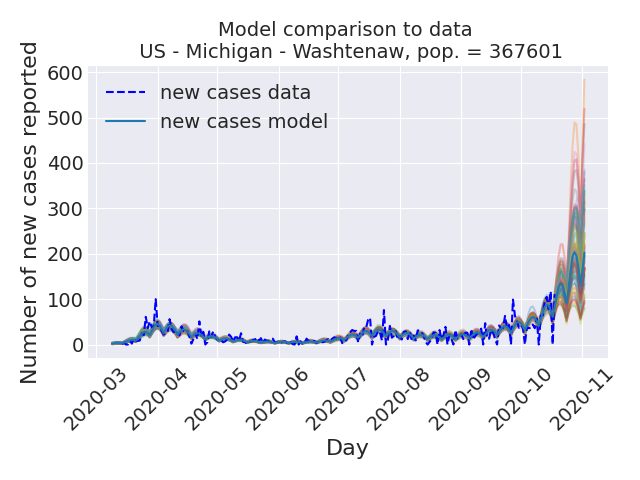 Model comparison to data
US - Michigan - Washtenaw, pop. = 367601
Number of new cases reported
600
500
400
300
200
100
0
new cases data
new cases model
2020-03
2020-04
2020-05
2020-06
2020-07
2020-08
2020-09
2020-10
2020-11
Day